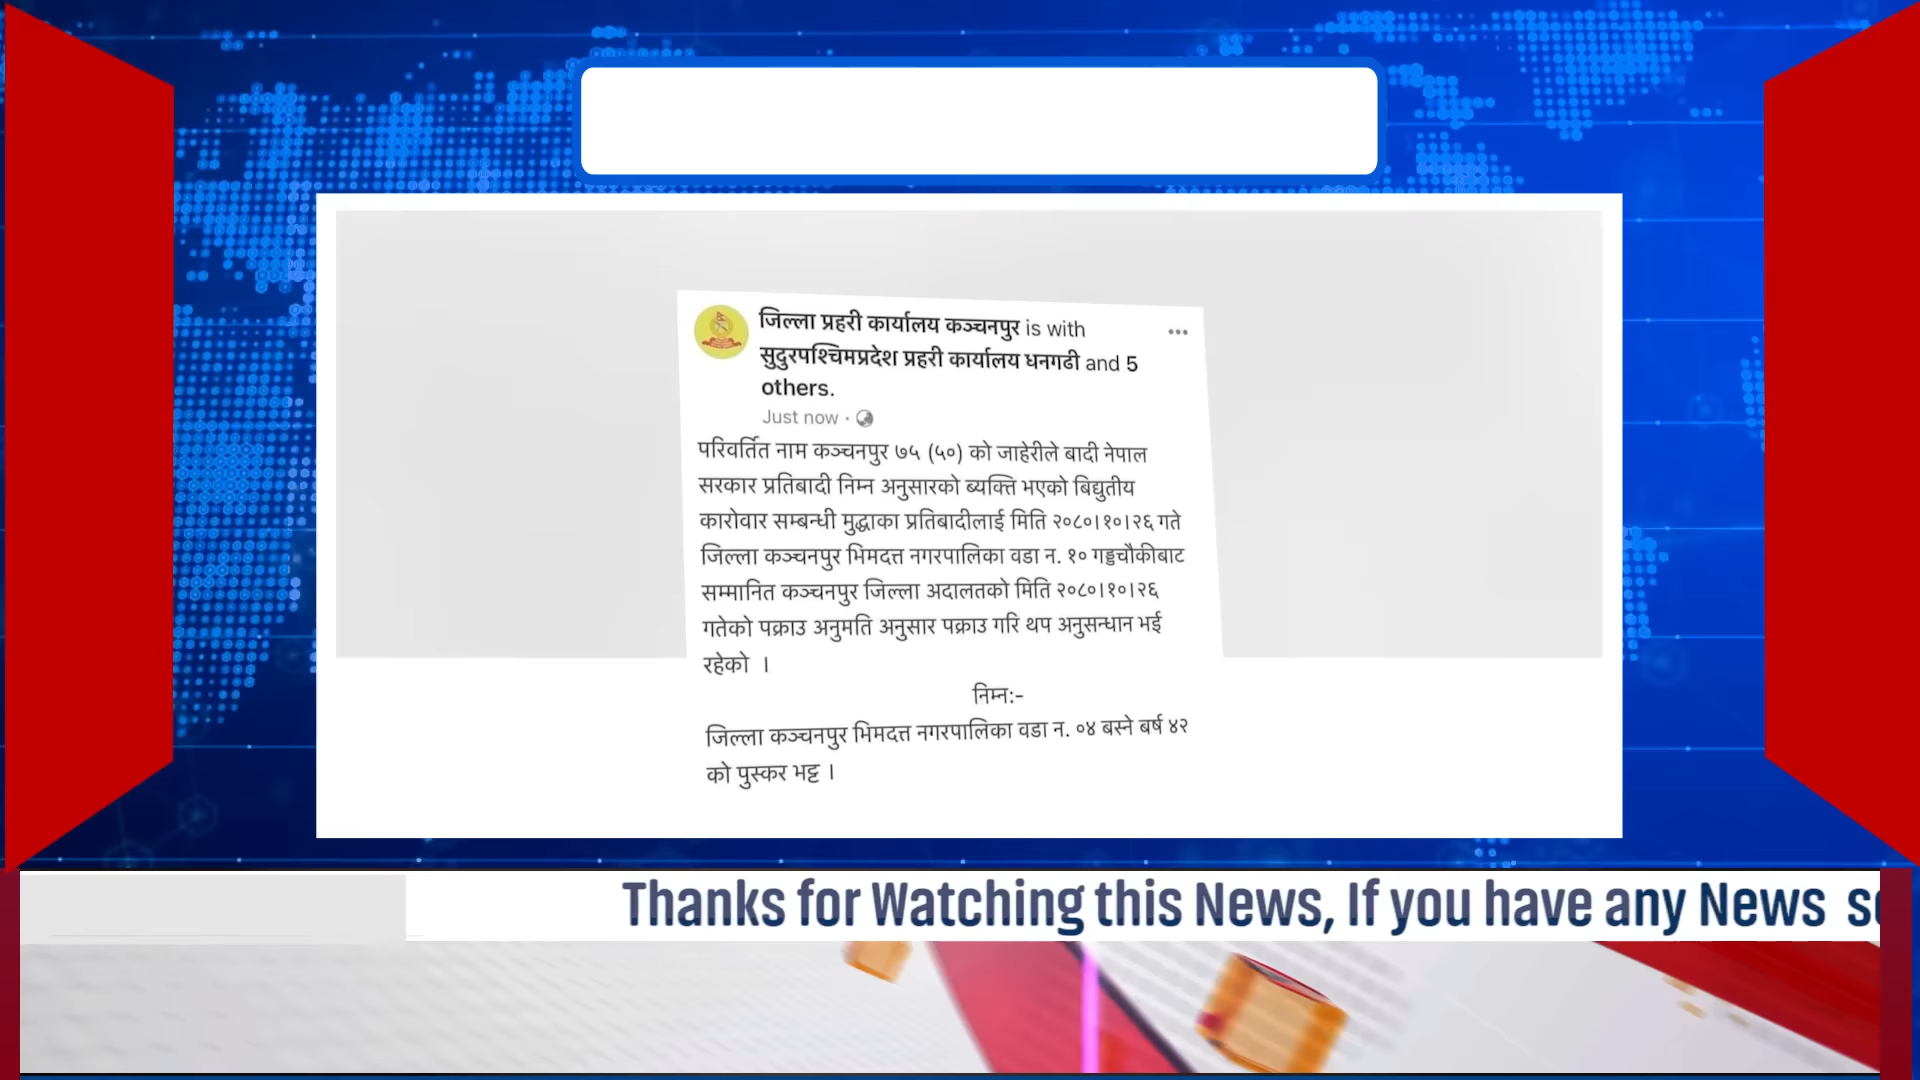 जिल्ला प्रहरी कार्यालय कञ्चनपुर is with
सुदुरपश्चिमप्रदेश प्रहरी कार्यालय धनगढी and 5
others.
Just now ·
परिवर्तित नाम कञ्चनपुर ७५ (५०) को जाहेरीले बादी नेपाल
सरकार प्रतिबादी निम्न अनुसारको ब्यक्ति भएको बिद्युतीय
कारोवार सम्बन्धी मुद्धाका प्रतिबादीलाई मिति २०८०।१०।२६ गते
जिल्ला कञ्चनपुर भिमदत्त नगरपालिका वडा न. १० गड्डचौकीबाट
सम्मानित कञ्चनपुर जिल्ला अदालतको मिति २०८०।१०।२६
गतेको पक्राउ अनुमति अनुसार पक्राउ गरि थप अनुसन्धान भई
रहेको ।
निम्न:-
जिल्ला कञ्चनपुर भिमदत्त नगरपालिका वडा न. ०४ बस्ने बर्ष ४२
को पुस्कर भट्ट ।
Thanks for Watching this News, If you have any News